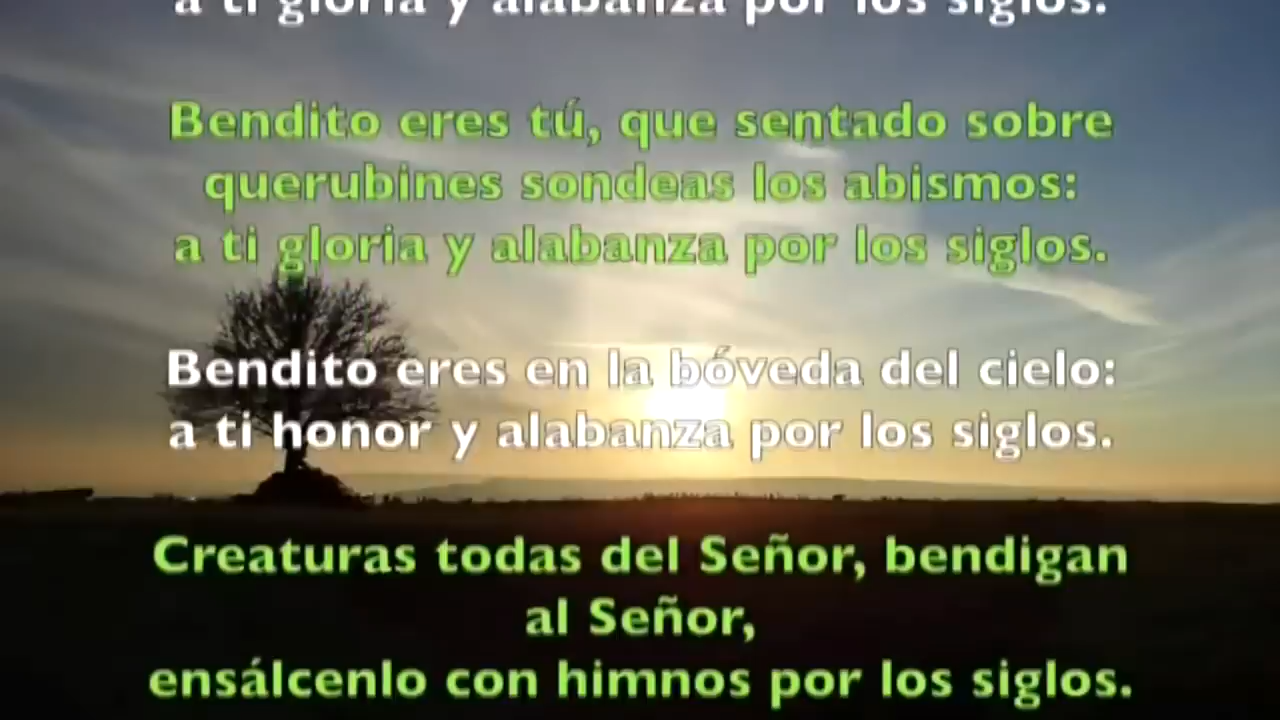 a ti gloria y alabanza por los siglos.
Bendito eres tú, que sentado sobre
querubines sondeas los abismos:
a ti gloria y alabanza por los siglos.
Bendito eres en la bóveda del cielo:
a ti honor y alabanza por los siglos.
Creaturas todas del Señor, bendigan
al Señor,
ensálcenlo con himnos por los siglos.